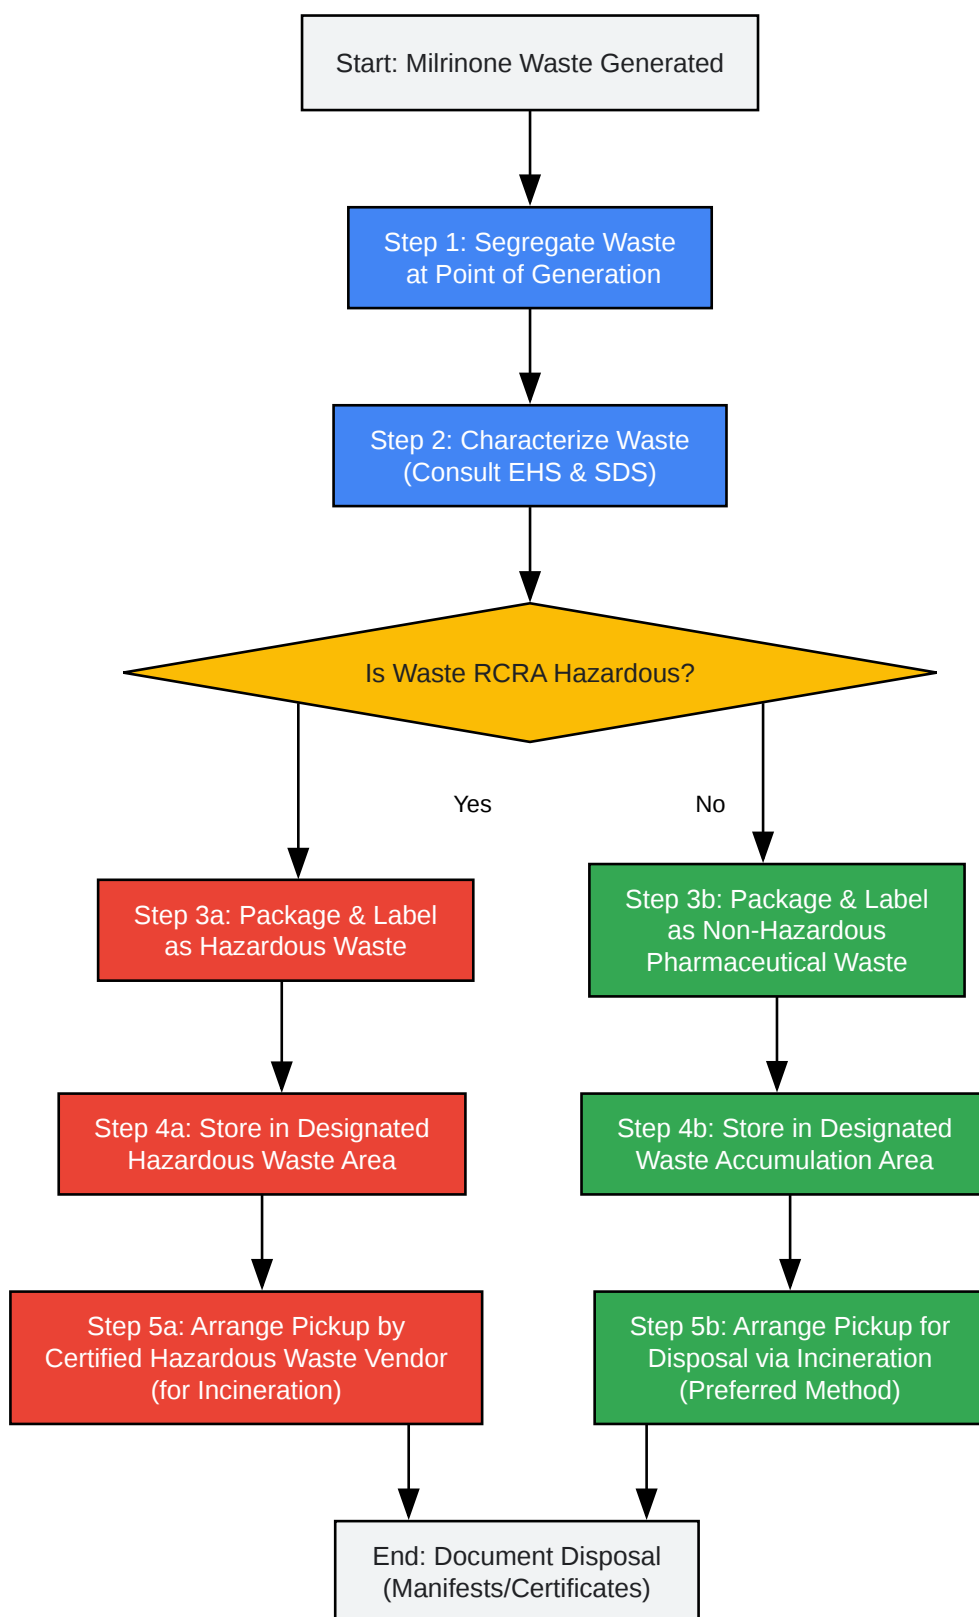 Start: Milrinone Waste Generated
Step 1: Segregate Waste
at Point of Generation
Step 2: Characterize Waste
(Consult EHS & SDS)
Is Waste RCRA Hazardous?
Yes
No
Step 3a: Package & Label
as Hazardous Waste
Step 3b: Package & Label
as Non-Hazardous
Pharmaceutical Waste
Step 4a: Store in Designated
Hazardous Waste Area
Step 4b: Store in Designated
Waste Accumulation Area
Step 5a: Arrange Pickup by
Certified Hazardous Waste Vendor
(for Incineration)
Step 5b: Arrange Pickup for
Disposal via Incineration
(Preferred Method)
End: Document Disposal
(Manifests/Certificates)